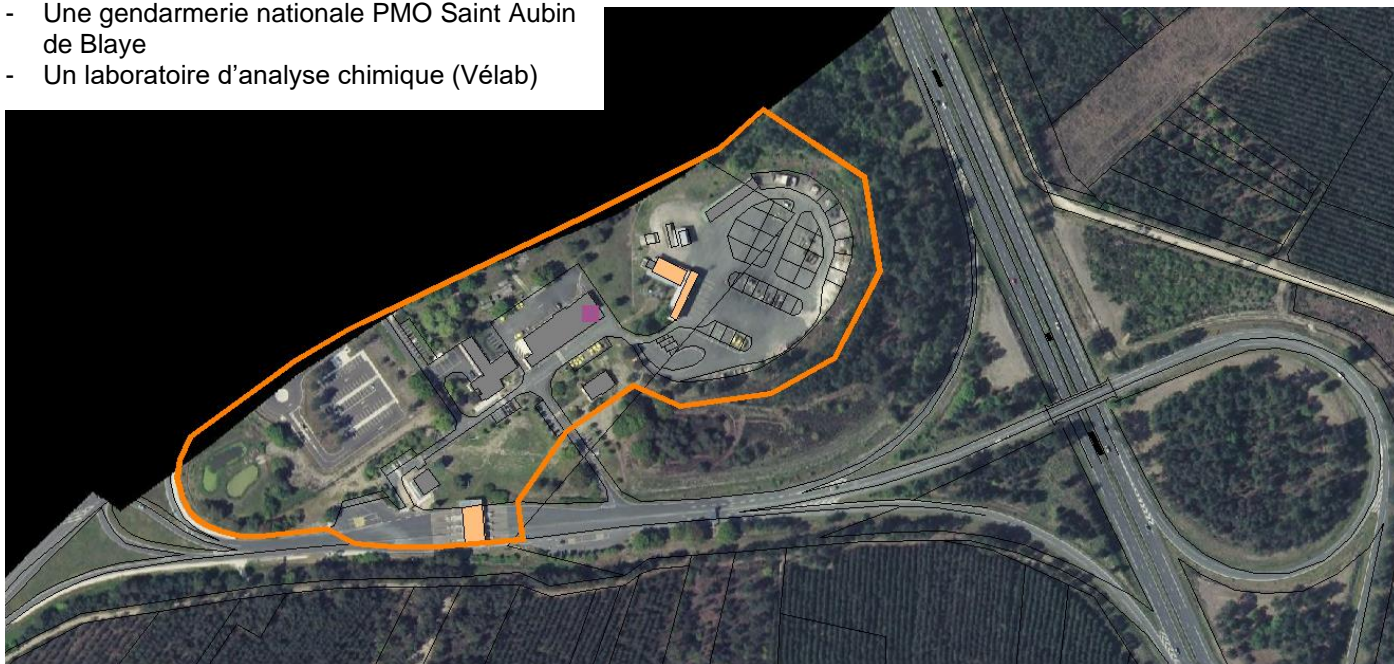 - Une gendarmerie nationale PMO Saint Aubin
de Blaye
- Un laboratoire d’analyse chimique (Vélab)